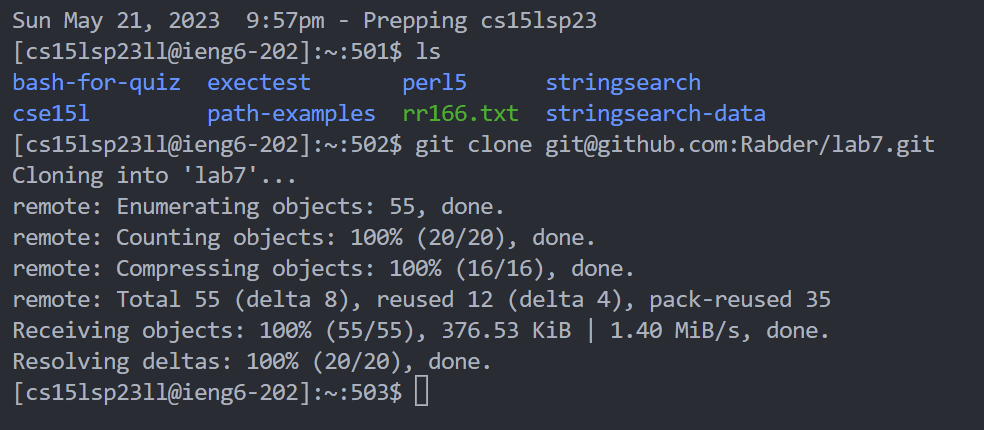 Sun May 21, 2023  9:57pm - Prepping cs15lsp23
[cs15lsp23ll@ieng6-202]:~:501$ ls
bash-for-quiz  exectest       perl5      stringsearch
cse15l         path-examples  rr166.txt  stringsearch-data
[cs15lsp23ll@ieng6-202]:~:502$ git clone git@github.com:Rabder/lab7.git
Cloning into 'lab7'...
remote: Enumerating objects: 55, done.
remote: Counting objects: 100% (20/20), done.
remote: Compressing objects: 100% (16/16), done.
remote: Total 55 (delta 8), reused 12 (delta 4), pack-reused 35
Receiving objects: 100% (55/55), 376.53 KiB | 1.40 MiB/s, done.
Resolving deltas: 100% (20/20), done.
[cs15lsp23ll@ieng6-202]:~:503$